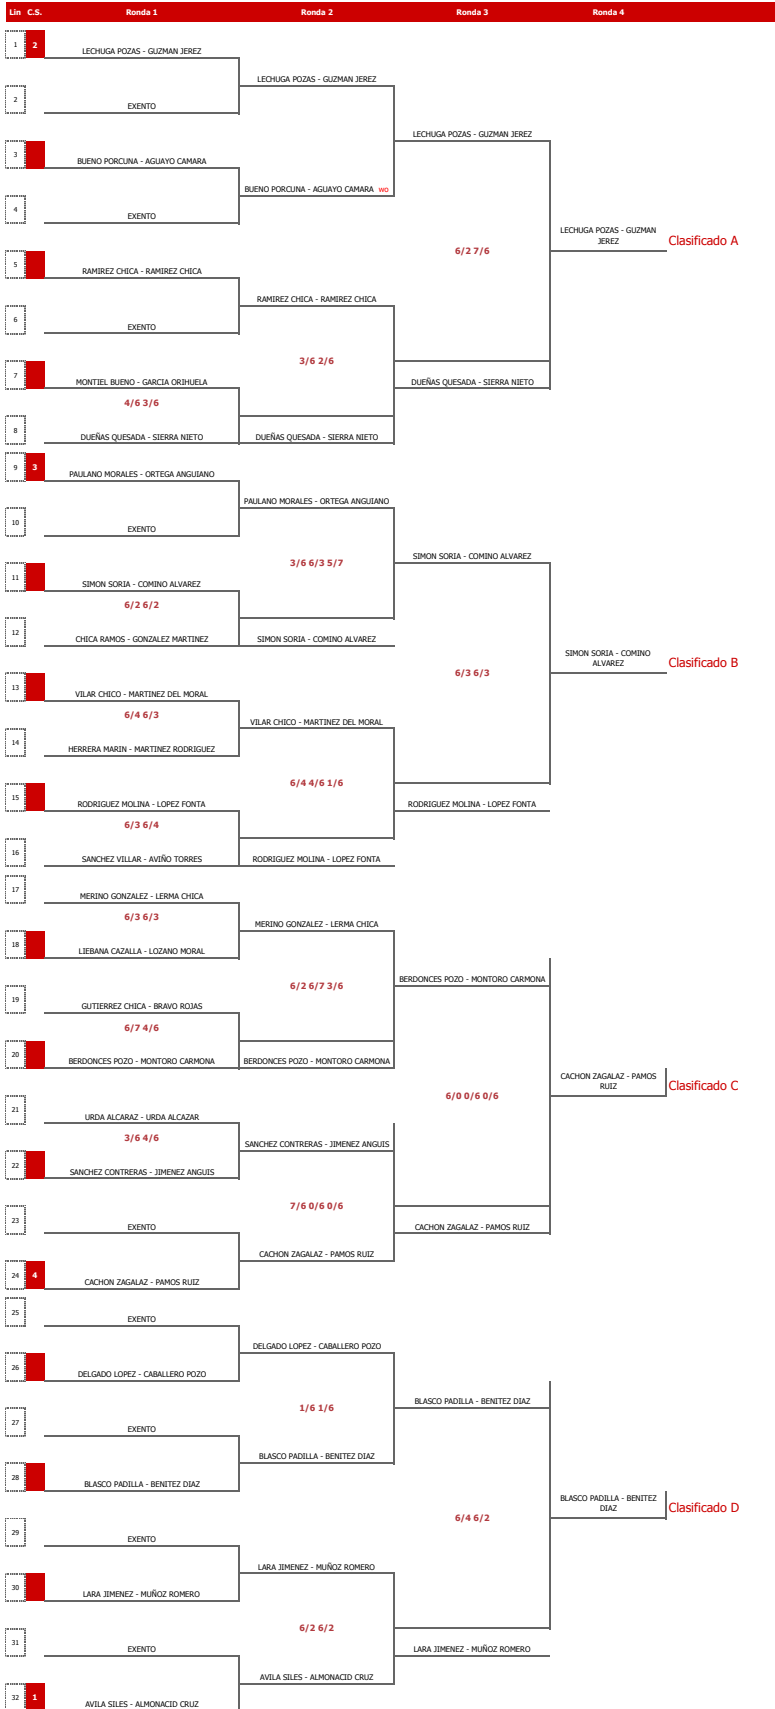 Lin C.S. Ronda 1 Ronda 2 Ronda 3 Ronda 4
1 2
LECHUGA POZAS - GUZMAN JEREZ
LECHUGA POZAS - GUZMAN JEREZ
2
EXENTO
LECHUGA POZAS - GUZMAN JEREZ
3
BUENO PORCUNA - AGUAYO CAMARA
BUENO PORCUNA - AGUAYO CAMARA WO
4
EXENTO
LECHUGA POZAS - GUZMAN
JEREZ
Clasificado A
6/2 7/6
5
RAMIREZ CHICA - RAMIREZ CHICA
RAMIREZ CHICA - RAMIREZ CHICA
6
EXENTO
3/6 2/6
7
MONTIEL BUENO - GARCIA ORIHUELA
DUEÑAS QUESADA - SIERRA NIETO
4/6 3/6
8
DUEÑAS QUESADA - SIERRA NIETO
DUEÑAS QUESADA - SIERRA NIETO
9 3
PAULANO MORALES - ORTEGA ANGUIANO
PAULANO MORALES - ORTEGA ANGUIANO
10
EXENTO
SIMON SORIA - COMINO ALVAREZ
3/6 6/3 5/7
11
SIMON SORIA - COMINO ALVAREZ
6/2 6/2
12
CHICA RAMOS - GONZALEZ MARTINEZ
SIMON SORIA - COMINO ALVAREZ
SIMON SORIA - COMINO
ALVAREZ
Clasificado B
6/3 6/3
13
VILAR CHICO - MARTINEZ DEL MORAL
6/4 6/3
VILAR CHICO - MARTINEZ DEL MORAL
14
HERRERA MARIN - MARTINEZ RODRIGUEZ
6/4 4/6 1/6
15
RODRIGUEZ MOLINA - LOPEZ FONTA
RODRIGUEZ MOLINA - LOPEZ FONTA
6/3 6/4
16
SANCHEZ VILLAR - AVIÑO TORRES
RODRIGUEZ MOLINA - LOPEZ FONTA
17
MERINO GONZALEZ - LERMA CHICA
6/3 6/3
MERINO GONZALEZ - LERMA CHICA
18
LIEBANA CAZALLA - LOZANO MORAL
BERDONCES POZO - MONTORO CARMONA
6/2 6/7 3/6
19
GUTIERREZ CHICA - BRAVO ROJAS
6/7 4/6
20
BERDONCES POZO - MONTORO CARMONA
BERDONCES POZO - MONTORO CARMONA
CACHON ZAGALAZ - PAMOS
RUIZ
Clasificado C
6/0 0/6 0/6
21
URDA ALCARAZ - URDA ALCAZAR
3/6 4/6
SANCHEZ CONTRERAS - JIMENEZ ANGUIS
22
SANCHEZ CONTRERAS - JIMENEZ ANGUIS
7/6 0/6 0/6
23
EXENTO
CACHON ZAGALAZ - PAMOS RUIZ
CACHON ZAGALAZ - PAMOS RUIZ
24 4
CACHON ZAGALAZ - PAMOS RUIZ
25
EXENTO
DELGADO LOPEZ - CABALLERO POZO
26
DELGADO LOPEZ - CABALLERO POZO
BLASCO PADILLA - BENITEZ DIAZ
1/6 1/6
27
EXENTO
BLASCO PADILLA - BENITEZ DIAZ
28
BLASCO PADILLA - BENITEZ DIAZ
BLASCO PADILLA - BENITEZ
DIAZ
Clasificado D
6/4 6/2
29
EXENTO
LARA JIMENEZ - MUÑOZ ROMERO
30
LARA JIMENEZ - MUÑOZ ROMERO
6/2 6/2
31
EXENTO
LARA JIMENEZ - MUÑOZ ROMERO
AVILA SILES - ALMONACID CRUZ
32 1
AVILA SILES - ALMONACID CRUZ